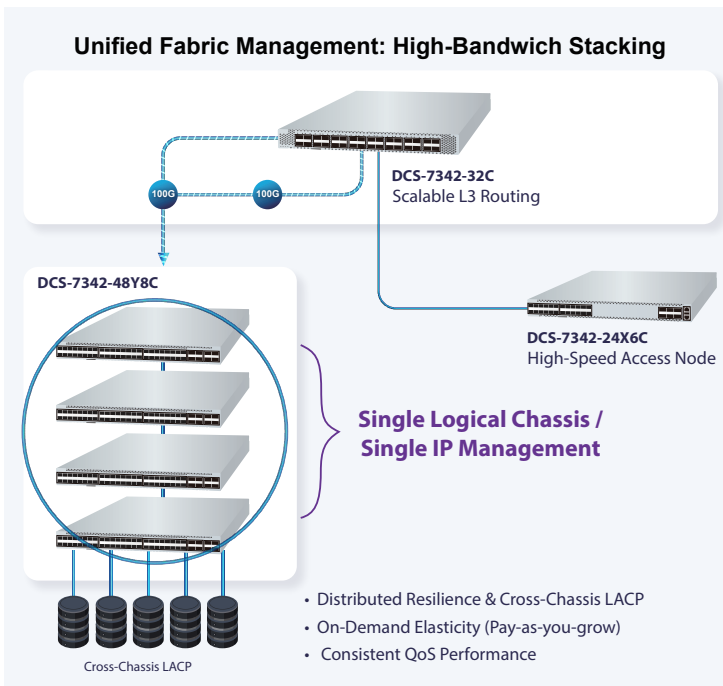 Unified Fabric Management: High-Bandwich Stacking
DCS-7342-32C
Scalable L3 Routing
100G
100G
DCS-7342-48Y8C
DCS-7342-24X6C
High-Speed Access Node
Single Logical Chassis /
Single IP Management
• Distributed Resilience & Cross-Chassis LACP
• On-Demand Elasticity (Pay-as-you-grow)
• Consistent QoS Performance
Cross-Chassis LACP